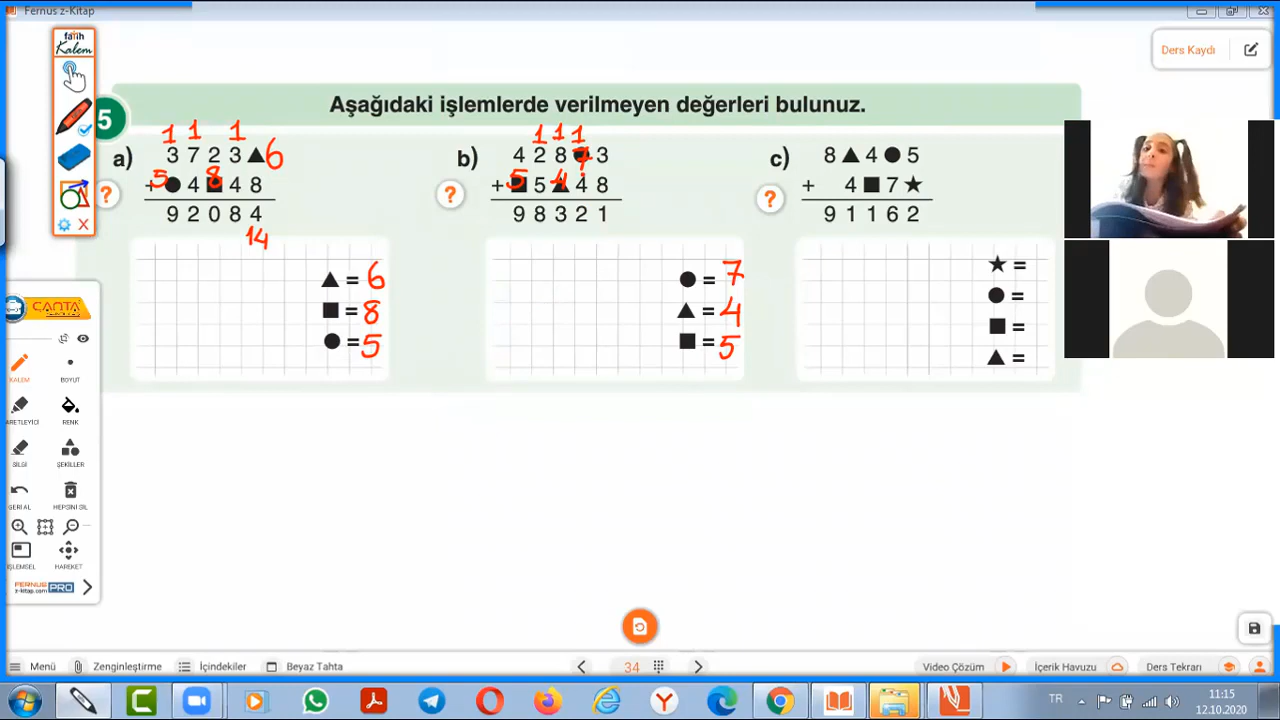 Fernus z-Kitap
fatih
Kalem
Ders Kaydı
5
Aşağıdaki işlemlerde verilmeyen değerleri bulunuz.
1 1 1
a) 3 7 2 3 ▲ 6
+ 5 ● 4 8 ■ 4 8
9 2 0 8 4
14
▲ = 6
■ = 8
● = 5
1 1 1
b) 4 2 8 ● 7 3
+ 5 ■ 5 4 ▲ 4 8
9 8 3 2 1
● = 7
▲ = 4
■ = 5
c) 8 ▲ 4 ● 5
+ 4 ■ 7 ★
9 1 1 6 2
★ =
● =
■ =
▲ =
?
?
?
ÇANTA
KALEM
BOYUT
RENK
SİLGİ
ŞEKİLLER
GERİ AL
HEPSİNİ SİL
HAREKET
FERNUS PRO
z-kitap.com
Menü
Zenginleştirme
İçindekiler
Beyaz Tahta
34
Video Çözüm
İçerik Havuzu
Ders Tekrarı
TR
11:15
12.10.2020